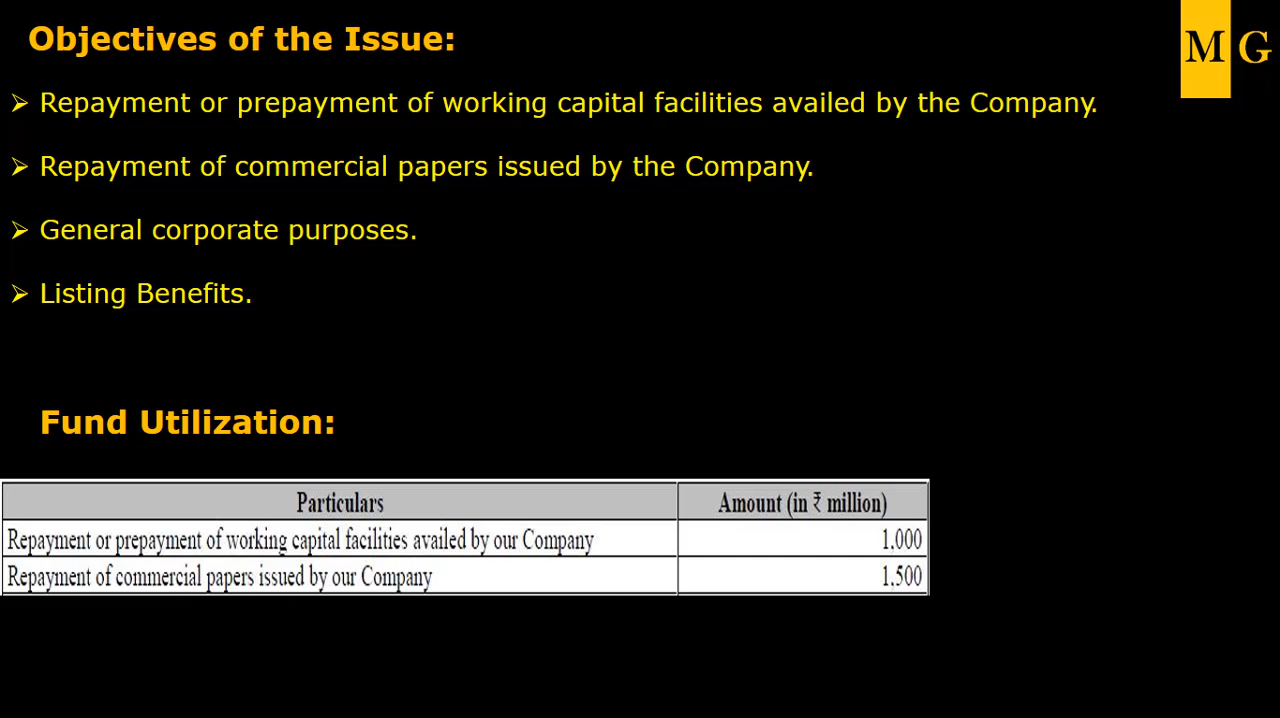 Objectives of the Issue:
M G
➢ Repayment or prepayment of working capital facilities availed by the Company.
➢ Repayment of commercial papers issued by the Company.
➢ General corporate purposes.
➢ Listing Benefits.
Fund Utilization:
Particulars Amount (in ₹ million)
Repayment or prepayment of working capital facilities availed by our Company 1,000
Repayment of commercial papers issued by our Company 1,500